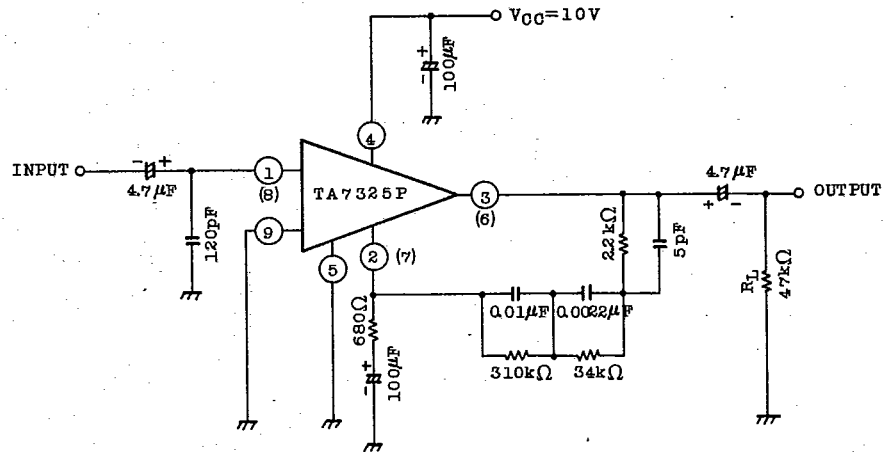 VCC=10V
+
-
100μF
4
INPUT
- +
4.7μF
120pF
1
(8)
9
TA7325P
3
(6)
5
2
(7)
680Ω
+
-
100μF
2.2kΩ
5pF
0.01μF
0.0022μF
310kΩ
34kΩ
4.7μF
+ -
OUTPUT
RL
47kΩ